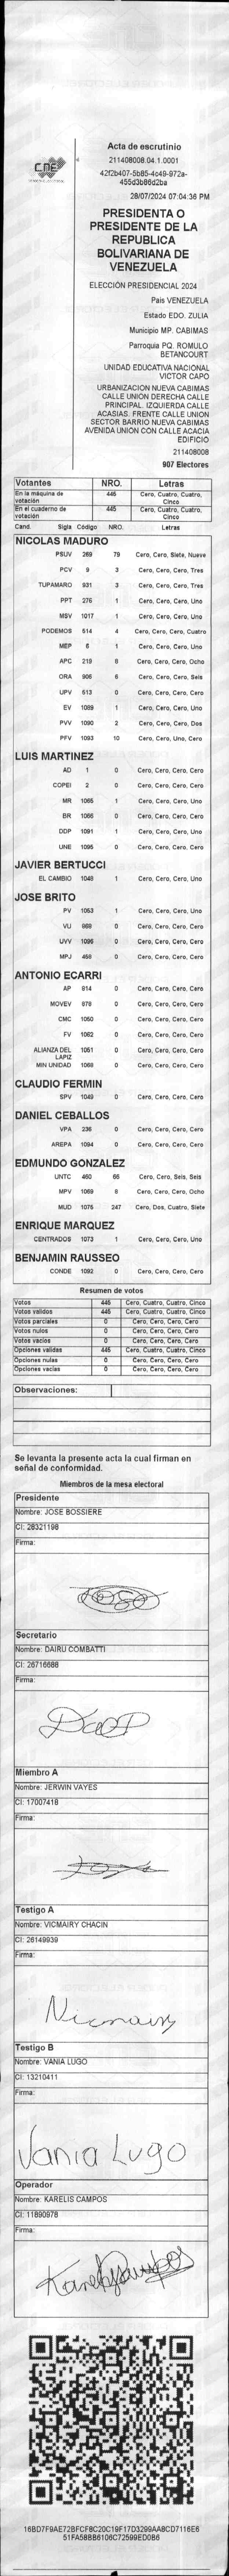 CNE
Acta de escrutinio
211408008.04.1.0001
42f2b407-5b85-4c49-972a-
455d3b86d2ba
28/07/2024 07:04:36 PM
PRESIDENTA O
PRESIDENTE DE LA
REPUBLICA
BOLIVARIANA DE
VENEZUELA
ELECCIÓN PRESIDENCIAL 2024
Pais VENEZUELA
Estado EDO. ZULIA
Municipio MP. CABIMAS
Parroquia PQ. ROMULO
BETANCOURT
UNIDAD EDUCATIVA NACIONAL
VICTOR CAPO
URBANIZACION NUEVA CABIMAS
CALLE UNION DERECHA CALLE
PRINCIPAL. IZQUIERDA CALLE
ACASIAS. FRENTE CALLE UNION
SECTOR BARRIO NUEVA CABIMAS
AVENIDA UNION CON CALLE ACACIA
EDIFICIO
211408008
907 Electores
Votantes NRO. Letras
En la máquina de votación 445 Cero, Cuatro, Cuatro, Cinco
En el cuaderno de votación 445 Cero, Cuatro, Cuatro, Cinco
Cand. Sigla Código NRO. Letras
NICOLAS MADURO
PSUV 269 79 Cero, Cero, Siete, Nueve
PCV 9 3 Cero, Cero, Cero, Tres
TUPAMARO 931 3 Cero, Cero, Cero, Tres
PPT 276 1 Cero, Cero, Cero, Uno
MSV 1017 1 Cero, Cero, Cero, Uno
PODEMOS 514 4 Cero, Cero, Cero, Cuatro
MEP 6 1 Cero, Cero, Cero, Uno
APC 219 8 Cero, Cero, Cero, Ocho
ORA 906 6 Cero, Cero, Cero, Seis
UPV 513 0 Cero, Cero, Cero, Cero
EV 1089 1 Cero, Cero, Cero, Uno
PVV 1090 2 Cero, Cero, Cero, Dos
PFV 1093 10 Cero, Cero, Uno, Cero
LUIS MARTINEZ
AD 1 0 Cero, Cero, Cero, Cero
COPEI 2 0 Cero, Cero, Cero, Cero
MR 1065 1 Cero, Cero, Cero, Uno
BR 1066 0 Cero, Cero, Cero, Cero
DDP 1091 1 Cero, Cero, Cero, Uno
UNE 1095 0 Cero, Cero, Cero, Cero
JAVIER BERTUCCI
EL CAMBIO 1046 1 Cero, Cero, Cero, Uno
JOSE BRITO
PV 1053 1 Cero, Cero, Cero, Uno
VU 868 0 Cero, Cero, Cero, Cero
UVV 1096 0 Cero, Cero, Cero, Cero
MPJ 458 0 Cero, Cero, Cero, Cero
ANTONIO ECARRI
AP 914 0 Cero, Cero, Cero, Cero
MOVEV 978 0 Cero, Cero, Cero, Cero
CMC 1050 0 Cero, Cero, Cero, Cero
FV 1062 0 Cero, Cero, Cero, Cero
ALIANZA DEL LAPIZ 1051 0 Cero, Cero, Cero, Cero
MIN UNIDAD 1068 0 Cero, Cero, Cero, Cero
CLAUDIO FERMIN
SPV 1049 0 Cero, Cero, Cero, Cero
DANIEL CEBALLOS
VPA 236 0 Cero, Cero, Cero, Cero
AREPA 1094 0 Cero, Cero, Cero, Cero
EDMUNDO GONZALEZ
UNTC 460 66 Cero, Cero, Seis, Seis
MPV 1069 8 Cero, Cero, Cero, Ocho
MUD 1075 247 Cero, Dos, Cuatro, Siete
ENRIQUE MARQUEZ
CENTRADOS 1073 1 Cero, Cero, Cero, Uno
BENJAMIN RAUSSEO
CONDE 1092 0 Cero, Cero, Cero, Cero
Resumen de votos
Votos 445 Cero, Cuatro, Cuatro, Cinco
Votos validos 445 Cero, Cuatro, Cuatro, Cinco
Votos parciales 0 Cero, Cero, Cero, Cero
Votos nulos 0 Cero, Cero, Cero, Cero
Votos vacios 0 Cero, Cero, Cero, Cero
Opciones validas 445 Cero, Cuatro, Cuatro, Cinco
Opciones nulas 0 Cero, Cero, Cero, Cero
Opciones vacias 0 Cero, Cero, Cero, Cero
Observaciones:
Se levanta la presente acta la cual firman en
señal de conformidad.
Miembros de la mesa electoral
Presidente
Nombre: JOSE BOSSIERE
CI: 28321198
Firma:
Secretario
Nombre: DAIRU COMBATTI
CI: 26716688
Firma:
Miembro A
Nombre: JERWIN VAYES
CI: 17007418
Firma:
Testigo A
Nombre: VICMAIRY CHACIN
CI: 26149939
Firma:
Testigo B
Nombre: VANIA LUGO
CI: 13210411
Firma:
Vania Lugo
Operador
Nombre: KARELIS CAMPOS
CI: 11890978
Firma:
16BD7F9AE72BFCF8C20C19F17D3299AABCD7116E6
51FA58BB6106C72599ED0B6